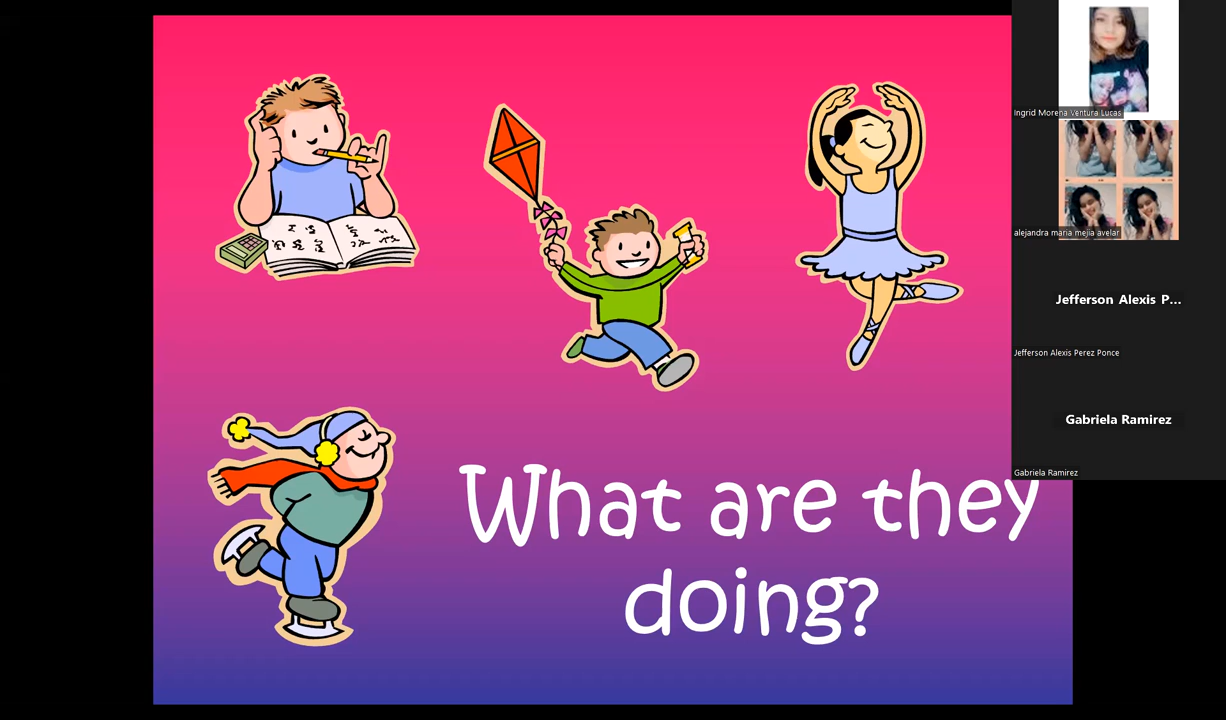 What are they
doing?
Ingrid Morena Ventura Lucas
alejandra maria mejia avelar
Jefferson Alexis P...
Jefferson Alexis Perez Ponce
Gabriela Ramirez
Gabriela Ramirez